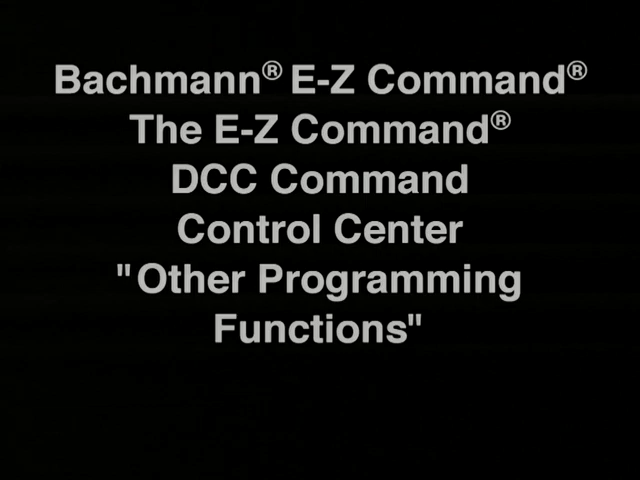 Bachmann® E-Z Command®
The E-Z Command®
DCC Command
Control Center
"Other Programming
Functions"